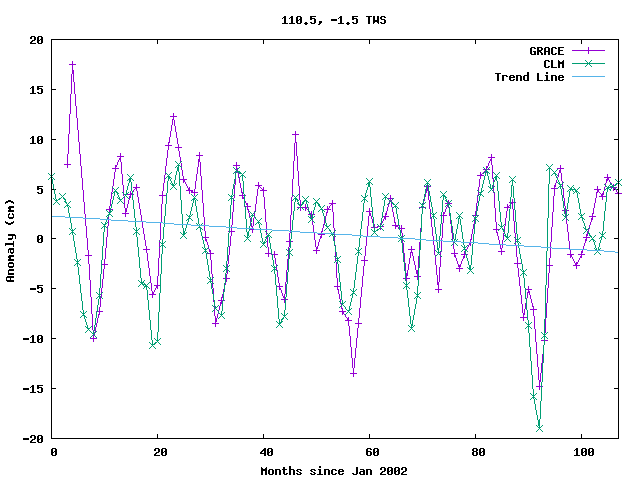 110.5, -1.5 TWS
GRACE
CLM
Trend Line
20
15
10
5
0
-5
-10
-15
-20
Anomaly (cm)
0 20 40 60 80 100
Months since Jan 2002